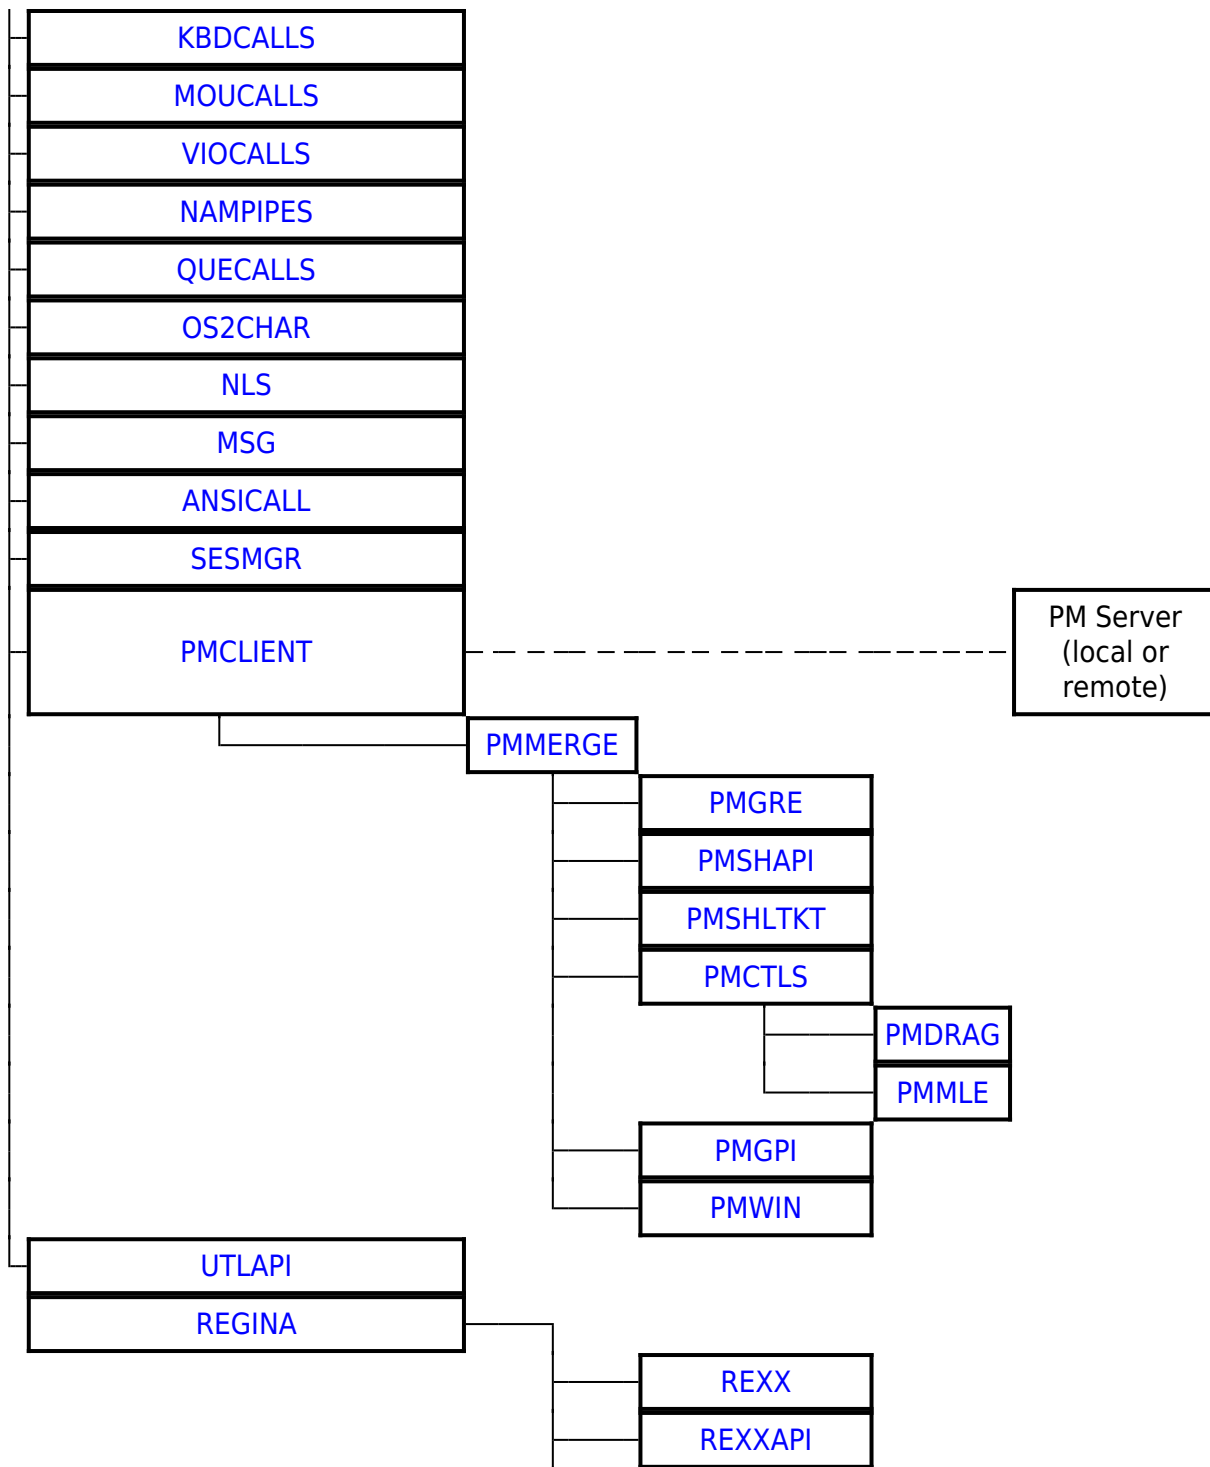 KBDCALLS
MOUCALLS
VIOCALLS
NAMPIPES
QUECALLS
OS2CHAR
NLS
MSG
ANSICALL
SESMGR
PMCLIENT
PM Server
(local or
remote)
PMMERGE
PMGRE
PMSHAPI
PMSHLTKT
PMCTLS
PMDRAG
PMMLE
PMGPI
PMWIN
UTLAPI
REGINA
REXX
REXXAPI